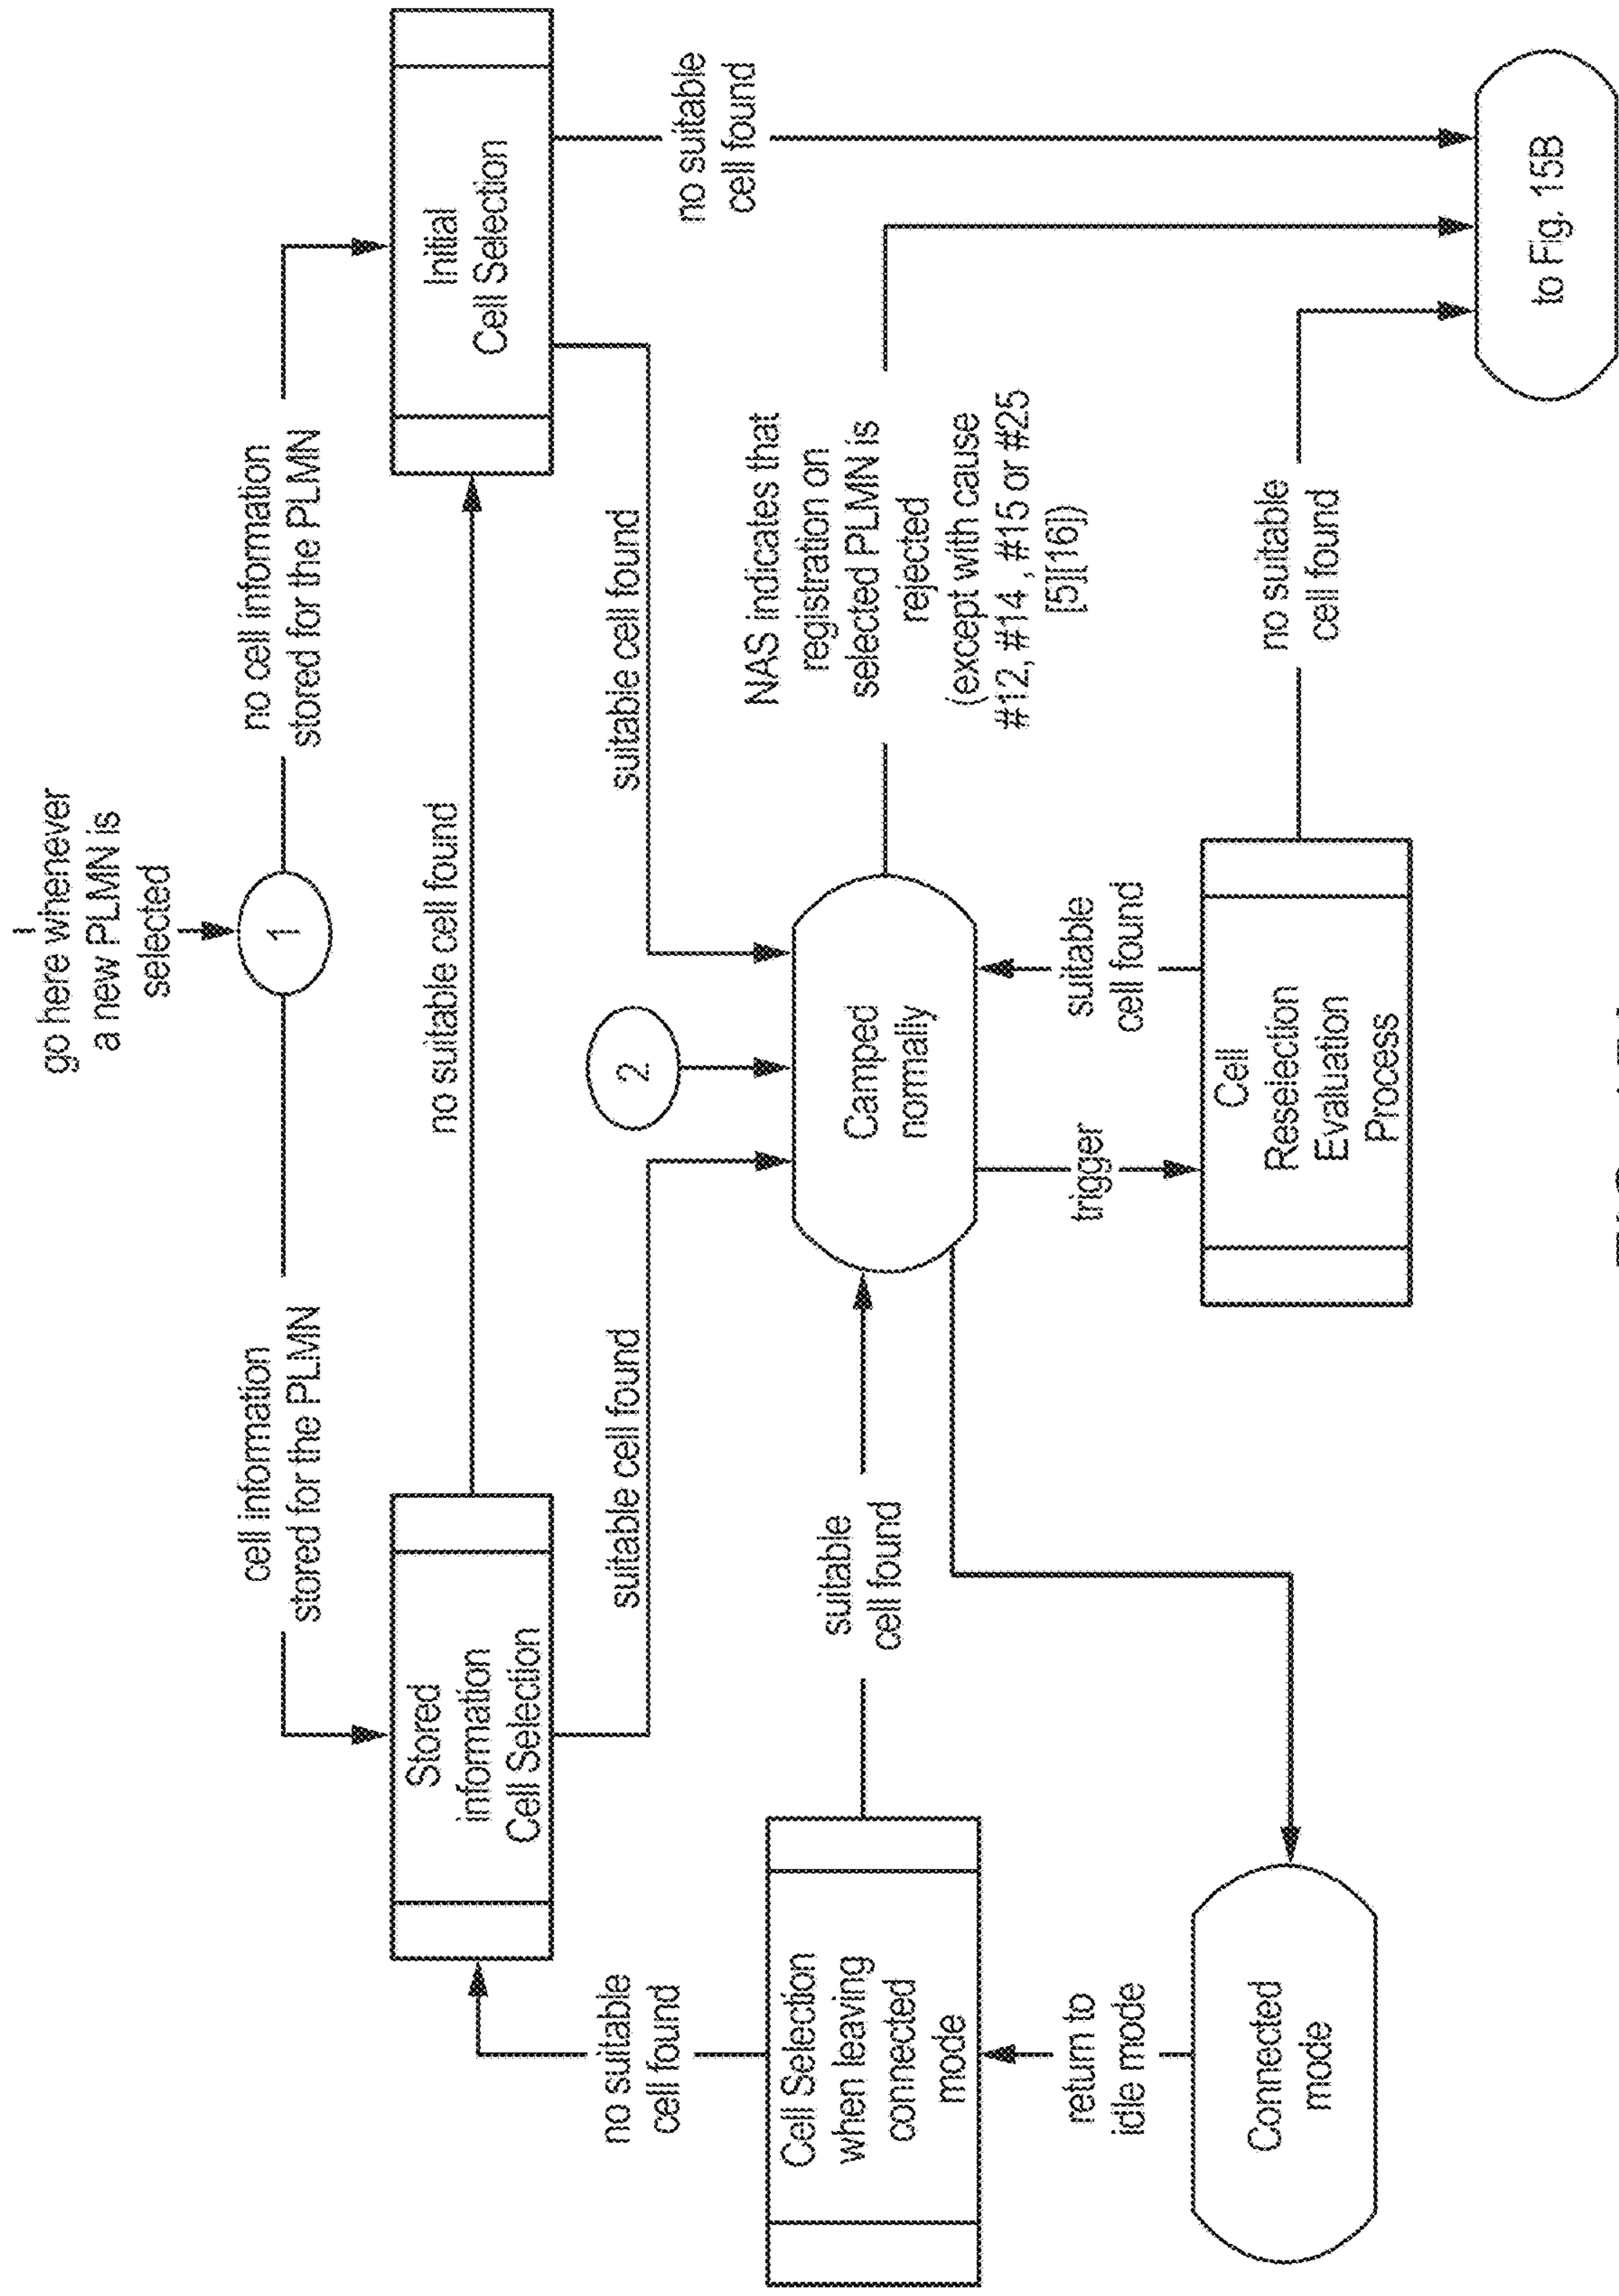 go here whenever
a new PLMN is
selected
1
cell information
stored for the PLMN
no cell information
stored for the PLMN
Stored
information
Cell Selection
no suitable cell found
Initial
Cell Selection
no suitable
cell found
suitable cell found
2
suitable cell found
no suitable
cell found
Cell Selection
when leaving
connected
mode
suitable
cell found
Camped
normally
NAS indicates that
registration on
selected PLMN is
rejected
(except with cause
#12, #14, #15 or #25
[5][16])
return to
idle mode
trigger
suitable
cell found
Connected
mode
Cell
Reselection
Evaluation
Process
no suitable
cell found
to Fig. 15B